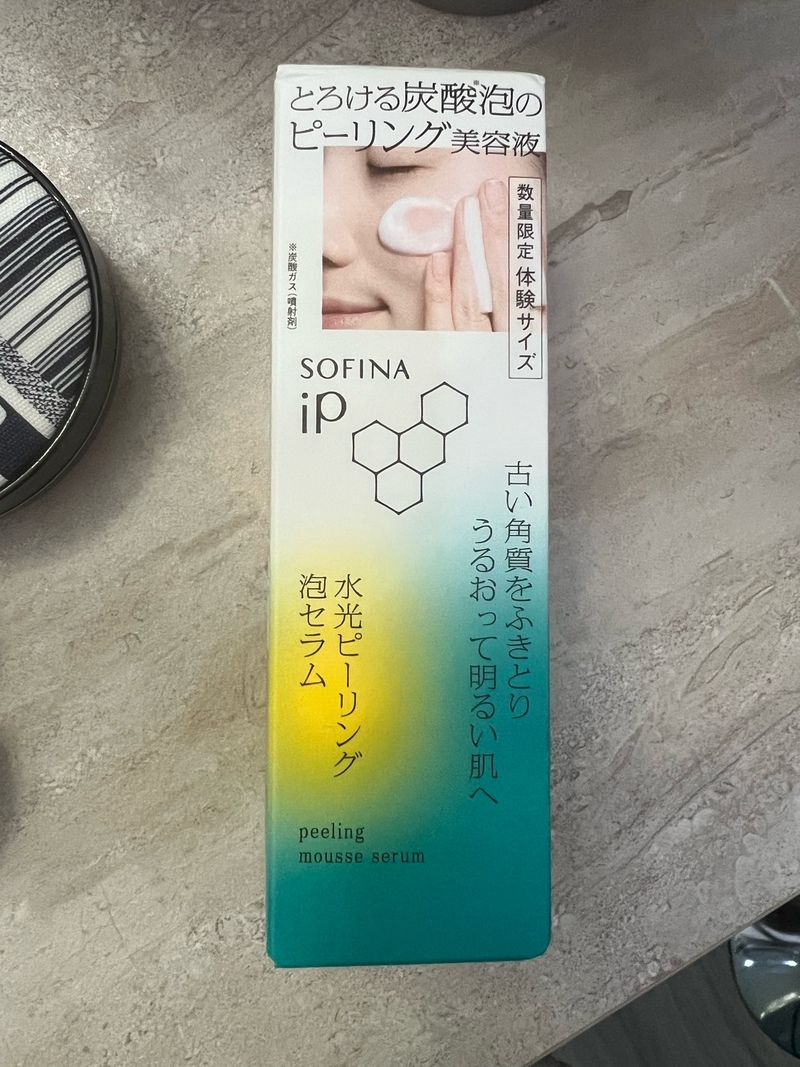 とろける炭酸※泡の
ピーリング美容液
数量限定 体験サイズ
※炭酸ガス(噴射剤)
SOFINA
iP
古い角質をふきとり
うるおって明るい肌へ
水光ピーリング
泡セラム
peeling
mousse serum